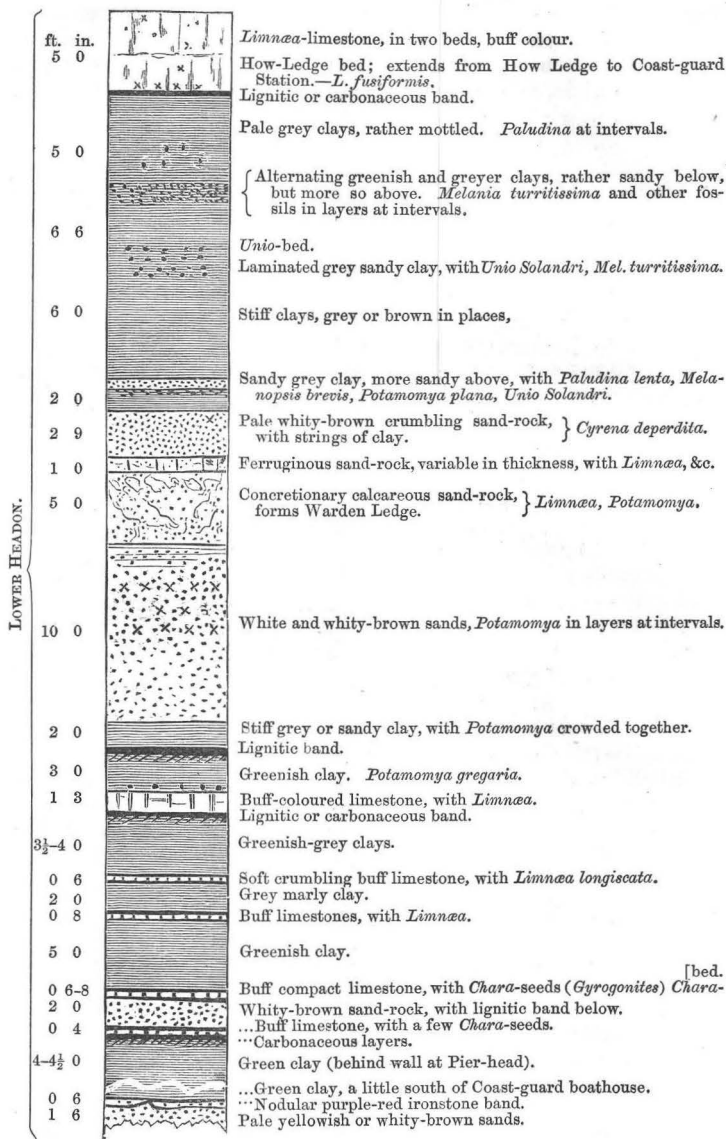 ft. in.
5 0 Limnæa-limestone, in two beds, buff colour.
How-Ledge bed; extends from How Ledge to Coast-guard
Station.—L. fusiformis.
Lignitic or carbonaceous band.
Pale grey clays, rather mottled. Paludina at intervals.
5 0
{ Alternating greenish and greyer clays, rather sandy below,
but more so above. Melania turritissima and other fos-
sils in layers at intervals.
6 6
Unio-bed.
Laminated grey sandy clay, with Unio Solandri, Mel. turritissima.
6 0 Stiff clays, grey or brown in places,
Sandy grey clay, more sandy above, with Paludina lenta, Mela-
2 0 nopsis brevis, Potamomya plana, Unio Solandri.
2 9 Pale whity-brown crumbling sand-rock,
with strings of clay. } Cyrena deperdita.
1 0 Ferruginous sand-rock, variable in thickness, with Limnæa, &c.
5 0 Concretionary calcareous sand-rock,
forms Warden Ledge. } Limnæa, Potamomya.
LOWER HEADON.
10 0 White and whity-brown sands, Potamomya in layers at intervals.
2 0 Stiff grey or sandy clay, with Potamomya crowded together.
Lignitic band.
3 0 Greenish clay. Potamomya gregaria.
1 3 Buff-coloured limestone, with Limnæa.
Lignitic or carbonaceous band.
3½–4 0 Greenish-grey clays.
0 6 Soft crumbling buff limestone, with Limnæa longiscata.
2 0 Grey marly clay.
0 8 Buff limestones, with Limnæa.
5 0 Greenish clay.
[bed.
0 6–8 Buff compact limestone, with Chara-seeds (Gyrogonites) Chara-
2 0 Whity-brown sand-rock, with lignitic band below.
0 4 ...Buff limestone, with a few Chara-seeds.
...Carbonaceous layers.
4–4½ 0 Green clay (behind wall at Pier-head).
...Green clay, a little south of Coast-guard boathouse.
0 6 ...Nodular purple-red ironstone band.
1 6 Pale yellowish or whity-brown sands.